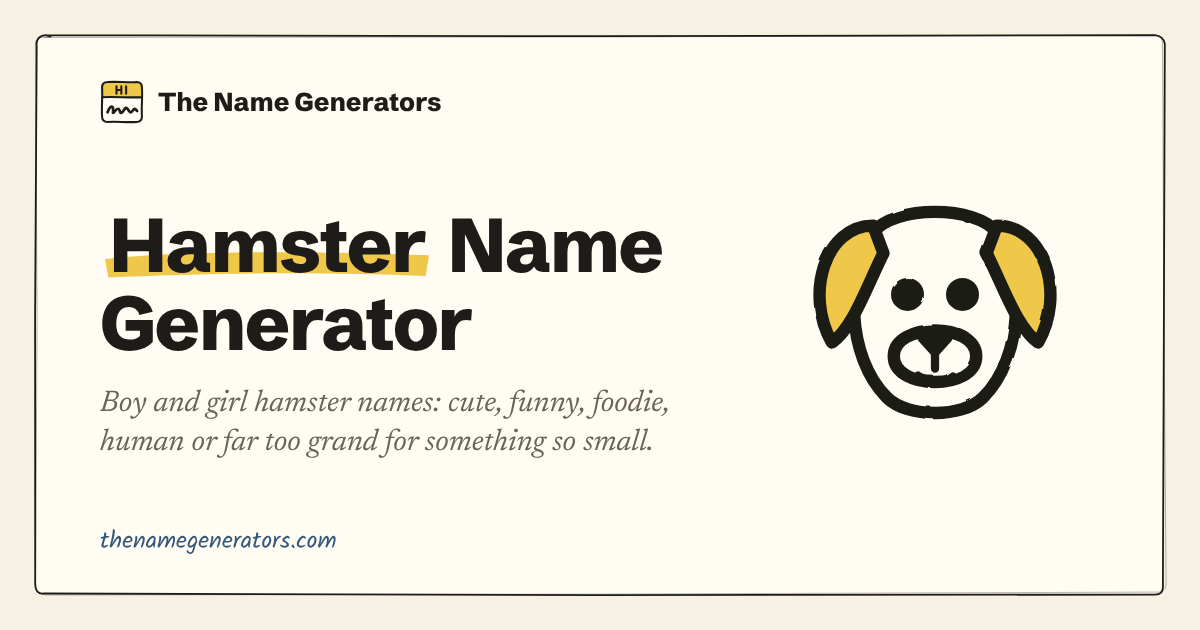 HI
The Name Generators
Hamster Name
Generator
Boy and girl hamster names: cute, funny, foodie,
human or far too grand for something so small.
thenamegenerators.com